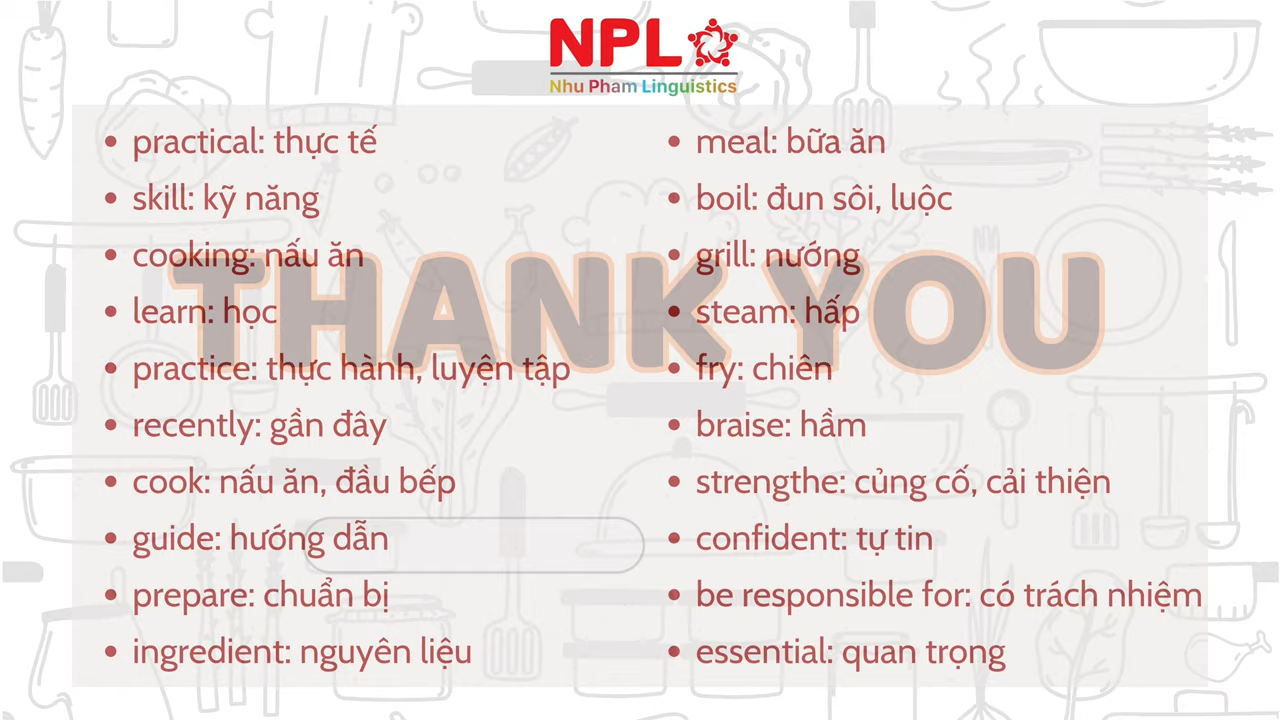 NPL
Nhu Pham Linguistics
• practical: thực tế
• skill: kỹ năng
• cooking: nấu ăn
• learn: học
• practice: thực hành, luyện tập
• recently: gần đây
• cook: nấu ăn, đầu bếp
• guide: hướng dẫn
• prepare: chuẩn bị
• ingredient: nguyên liệu
• meal: bữa ăn
• boil: đun sôi, luộc
• grill: nướng
• steam: hấp
• fry: chiên
• braise: hầm
• strengthe: củng cố, cải thiện
• confident: tự tin
• be responsible for: có trách nhiệm
• essential: quan trọng
THANK YOU